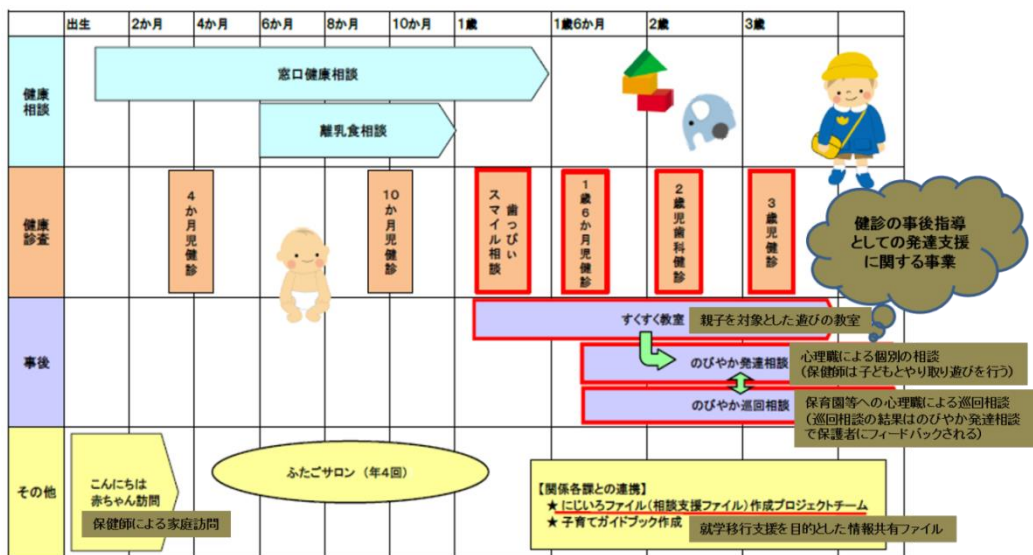 出生
2か月
4か月
6か月
8か月
10か月
1歳
1歳6か月
2歳
3歳
健康
相談
窓口健康相談
離乳食相談
健康
診査
4か月児健診
10か月児健診
歯っぴぃ
スマイル相談
1歳6か月児健診
2歳児歯科健診
3歳児健診
健診の事後指導
としての発達支援
に関する事業
事後
すくすく教室
親子を対象とした遊びの教室
のびやか発達相談
心理職による個別の相談
(保健師は子どもとやり取り遊びを行う)
のびやか巡回相談
保育園等への心理職による巡回相談
(巡回相談の結果はのびやか発達相談
で保護者にフィードバックされる)
その他
こんにちは
赤ちゃん訪問
保健師による家庭訪問
ふたごサロン (年4回)
【関係各課との連携】
★ にじいろファイル(相談支援ファイル)作成プロジェクトチーム
★ 子育てガイドブック作成
就学移行支援を目的とした情報共有ファイル